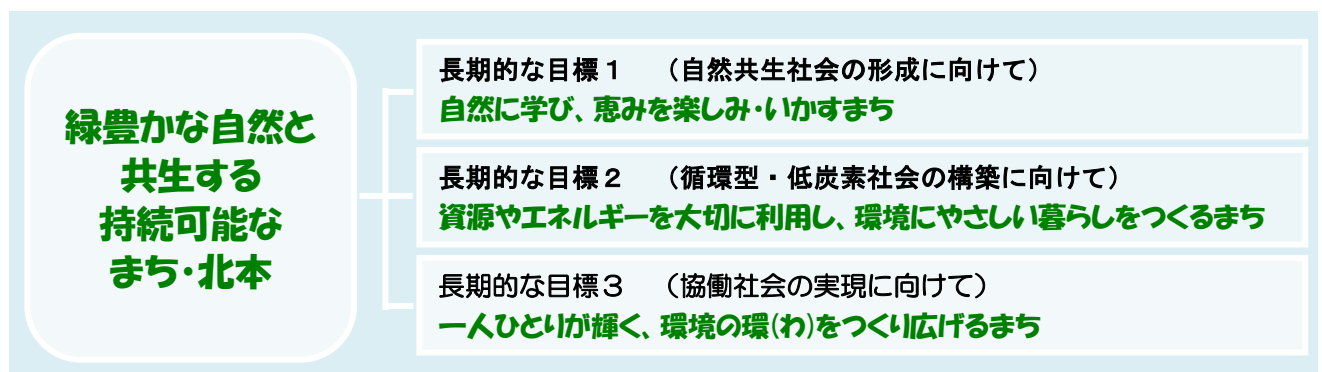 緑豊かな自然と
共生する
持続可能な
まち・北本
長期的な目標１　（自然共生社会の形成に向けて）
自然に学び、恵みを楽しみ・いかすまち
長期的な目標２　（循環型・低炭素社会の構築に向けて）
資源やエネルギーを大切に利用し、環境にやさしい暮らしをつくるまち
長期的な目標３　（協働社会の実現に向けて）
一人ひとりが輝く、環境の環(わ)をつくり広げるまち